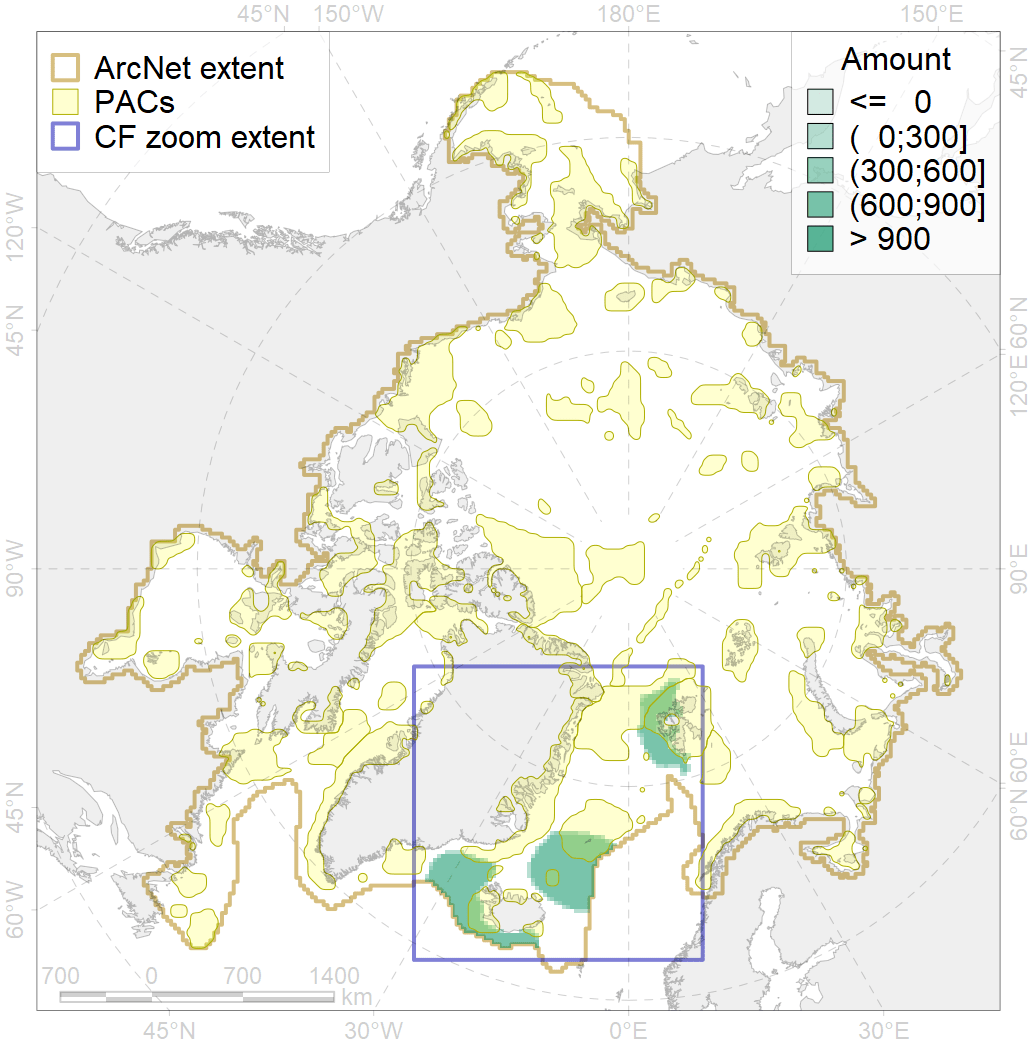 45°N 150°W 180°E 150°E
ArcNet extent
PACs
CF zoom extent
Amount
<= 0
( 0;300]
(300;600]
(600;900]
> 900
45°N
120°W
45°N
90°W
45°N
60°W
60°N
120°E
90°E
60°E
60°N
700 0 700 1400
km
45°N 30°W 0°E 30°E